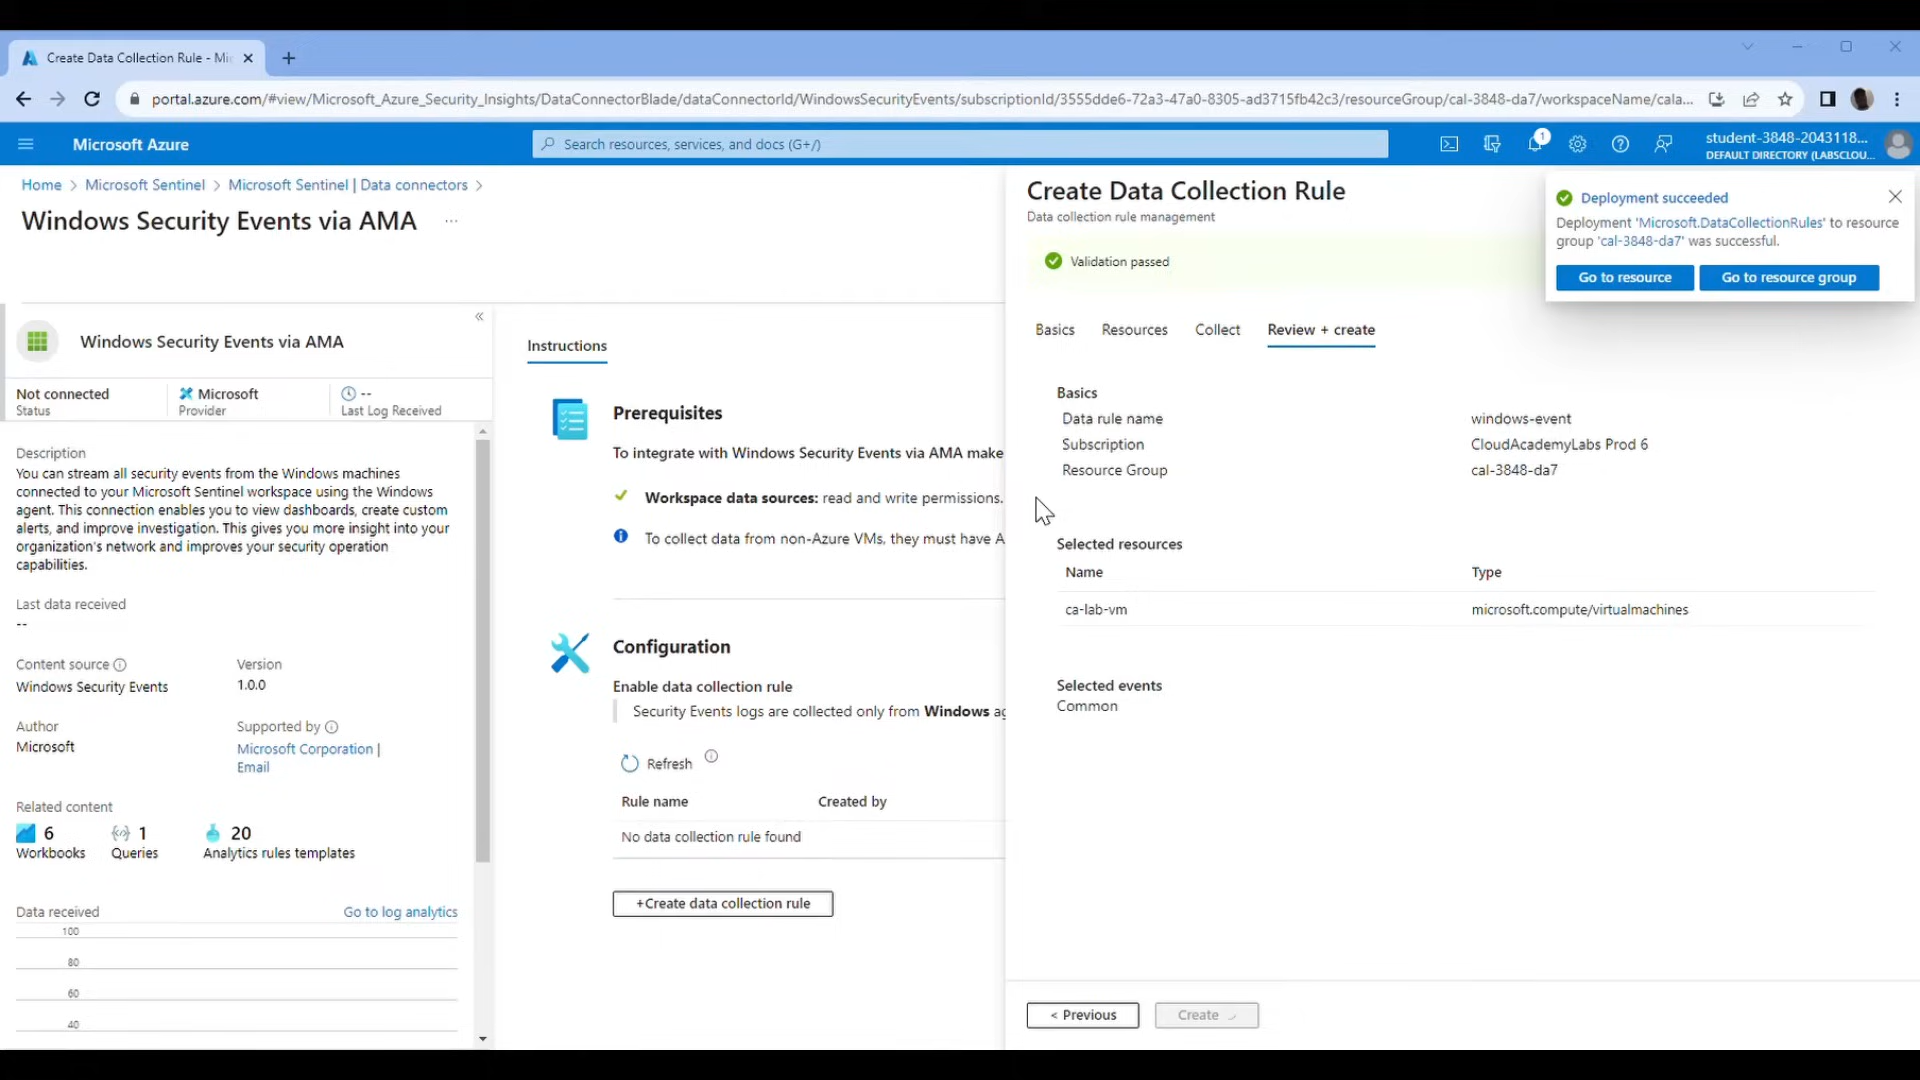 Create Data Collection Rule - Mi
portal.azure.com/#view/Microsoft_Azure_Security_Insights/DataConnectorBlade/dataConnectorId/WindowsSecurityEvents/subscriptionId/3555dde6-72a3-47a0-8305-ad3715fb42c3/resourceGroup/cal-3848-da7/workspaceName/cala...
Microsoft Azure
Search resources, services, and docs (G+/)
1
student-3848-2043118...
DEFAULT DIRECTORY (LABSCLOU...
Home > Microsoft Sentinel > Microsoft Sentinel | Data connectors >
Windows Security Events via AMA ...
Windows Security Events via AMA
Not connected
Status
Microsoft
Provider
--
Last Log Received
Description
You can stream all security events from the Windows machines
connected to your Microsoft Sentinel workspace using the Windows
agent. This connection enables you to view dashboards, create custom
alerts, and improve investigation. This gives you more insight into your
organization's network and improves your security operation
capabilities.
Last data received
--
Content source
Windows Security Events
Version
1.0.0
Author
Microsoft
Supported by
Microsoft Corporation |
Email
Related content
6
Workbooks
1
Queries
20
Analytics rules templates
Data received
Go to log analytics
100
80
60
40
Instructions
Prerequisites
To integrate with Windows Security Events via AMA make
Workspace data sources: read and write permissions.
To collect data from non-Azure VMs, they must have A
Configuration
Enable data collection rule
Security Events logs are collected only from Windows ag
Refresh
Rule name Created by
No data collection rule found
+Create data collection rule
Create Data Collection Rule
Data collection rule management
Validation passed
Basics Resources Collect Review + create
Basics
Data rule name windows-event
Subscription CloudAcademyLabs Prod 6
Resource Group cal-3848-da7
Selected resources
Name Type
ca-lab-vm microsoft.compute/virtualmachines
Selected events
Common
< Previous
Create
Deployment succeeded
Deployment 'Microsoft.DataCollectionRules' to resource
group 'cal-3848-da7' was successful.
Go to resource
Go to resource group